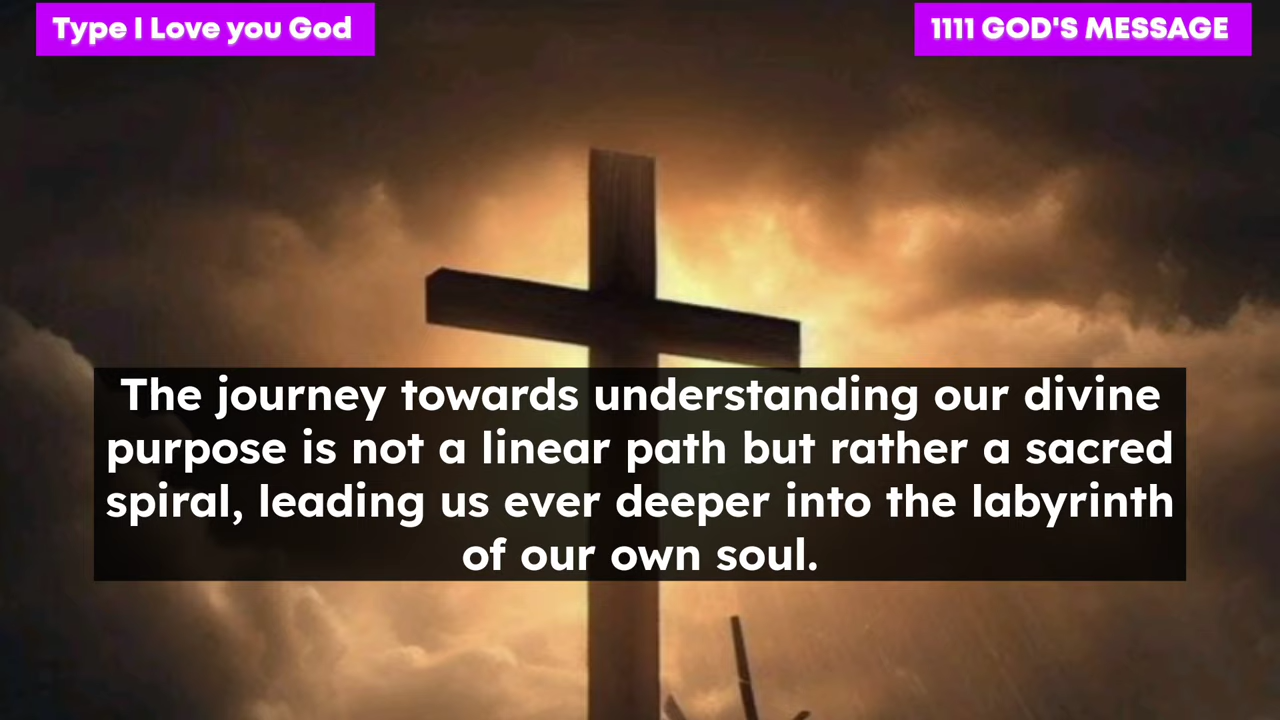 Type I Love you God
1111 GOD'S MESSAGE
The journey towards understanding our divine
purpose is not a linear path but rather a sacred
spiral, leading us ever deeper into the labyrinth
of our own soul.